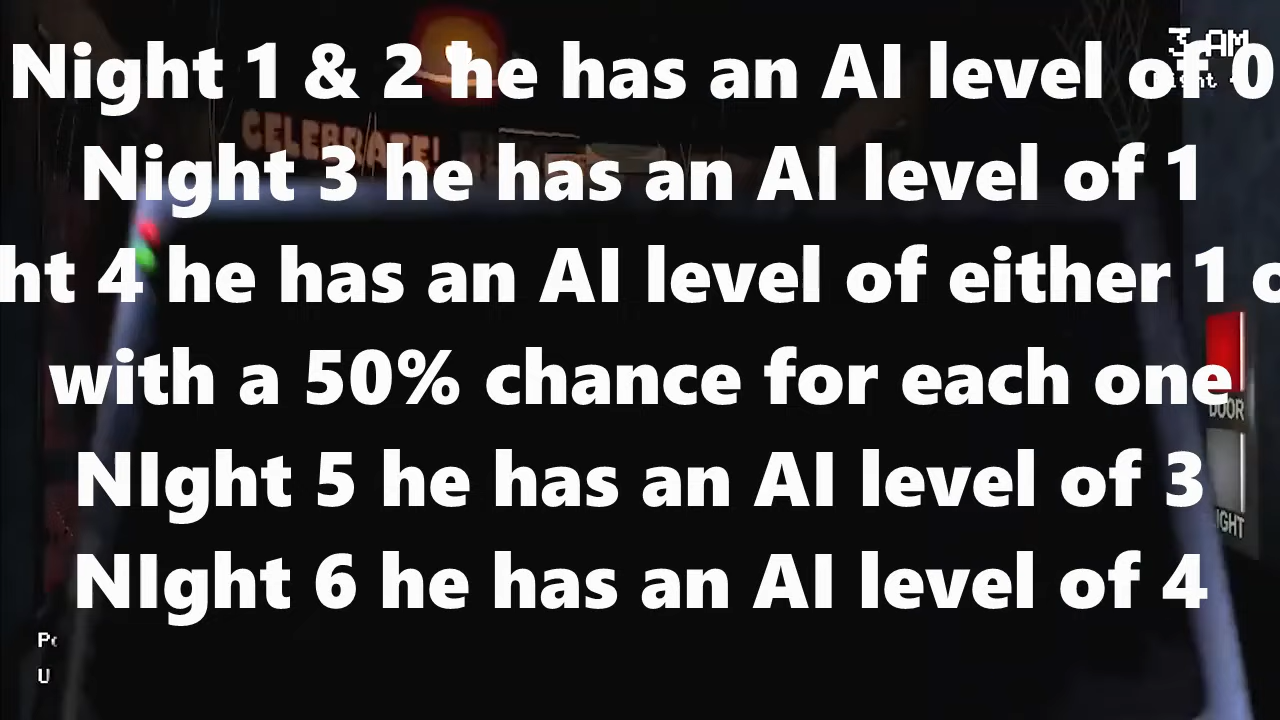 Night 1 & 2 he has an AI level of 0
Night 3 he has an AI level of 1
ht 4 he has an AI level of either 1 o
with a 50% chance for each one
NIght 5 he has an AI level of 3
NIght 6 he has an AI level of 4
3 AM
CELEBRATE!
DOOR